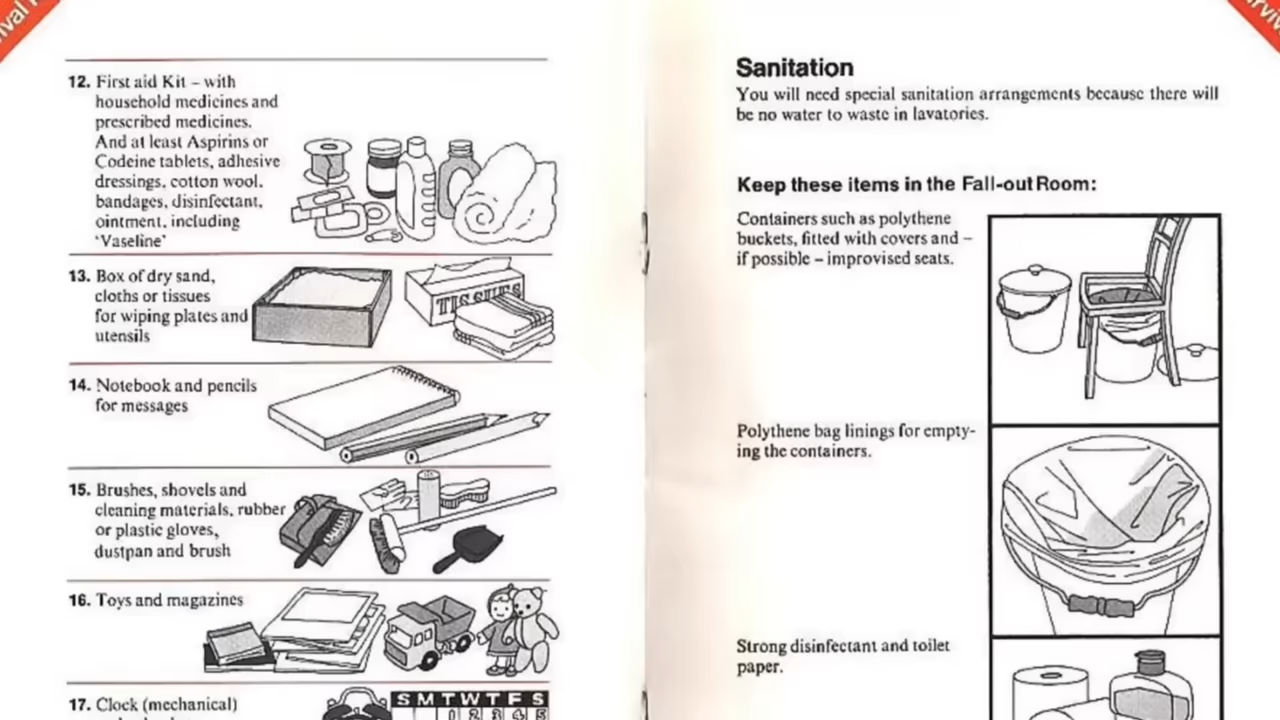 12. First aid Kit – with
household medicines and
prescribed medicines.
And at least Aspirins or
Codeine tablets, adhesive
dressings, cotton wool,
bandages, disinfectant,
ointment, including
'Vaseline'
13. Box of dry sand,
cloths or tissues
for wiping plates and
utensils
TISSUES
14. Notebook and pencils
for messages
15. Brushes, shovels and
cleaning materials, rubber
or plastic gloves,
dustpan and brush
16. Toys and magazines
17. Clock (mechanical)
S M T W T F S
1 2 3 4 5
Sanitation
You will need special sanitation arrangements because there will
be no water to waste in lavatories.
Keep these items in the Fall-out Room:
Containers such as polythene
buckets, fitted with covers and –
if possible – improvised seats.
Polythene bag linings for empty-
ing the containers.
Strong disinfectant and toilet
paper.